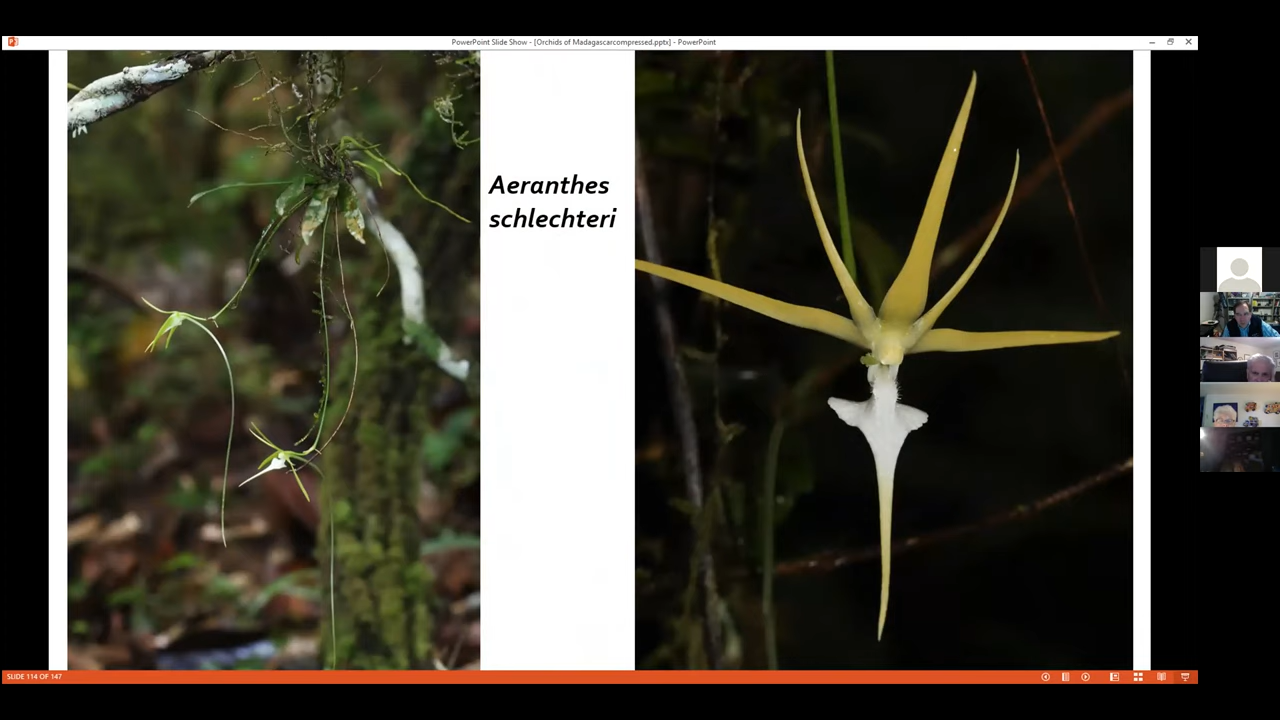 PowerPoint Slide Show - [Orchids of Madagascarcompressed.pptx] - PowerPoint
Aeranthes
schlechteri
SLIDE 114 OF 147